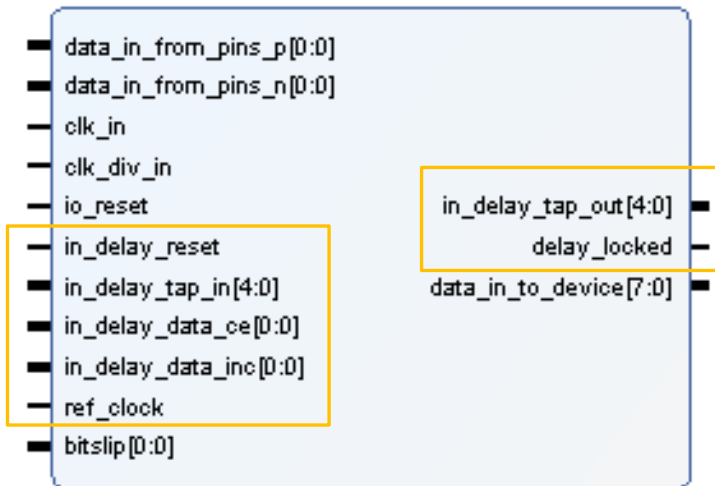 data_in_from_pins_p[0:0]
data_in_from_pins_n[0:0]
clk_in
clk_div_in
io_reset
in_delay_reset
in_delay_tap_in[4:0]
in_delay_data_ce[0:0]
in_delay_data_inc[0:0]
ref_clock
bitslip[0:0]
in_delay_tap_out[4:0]
delay_locked
data_in_to_device[7:0]